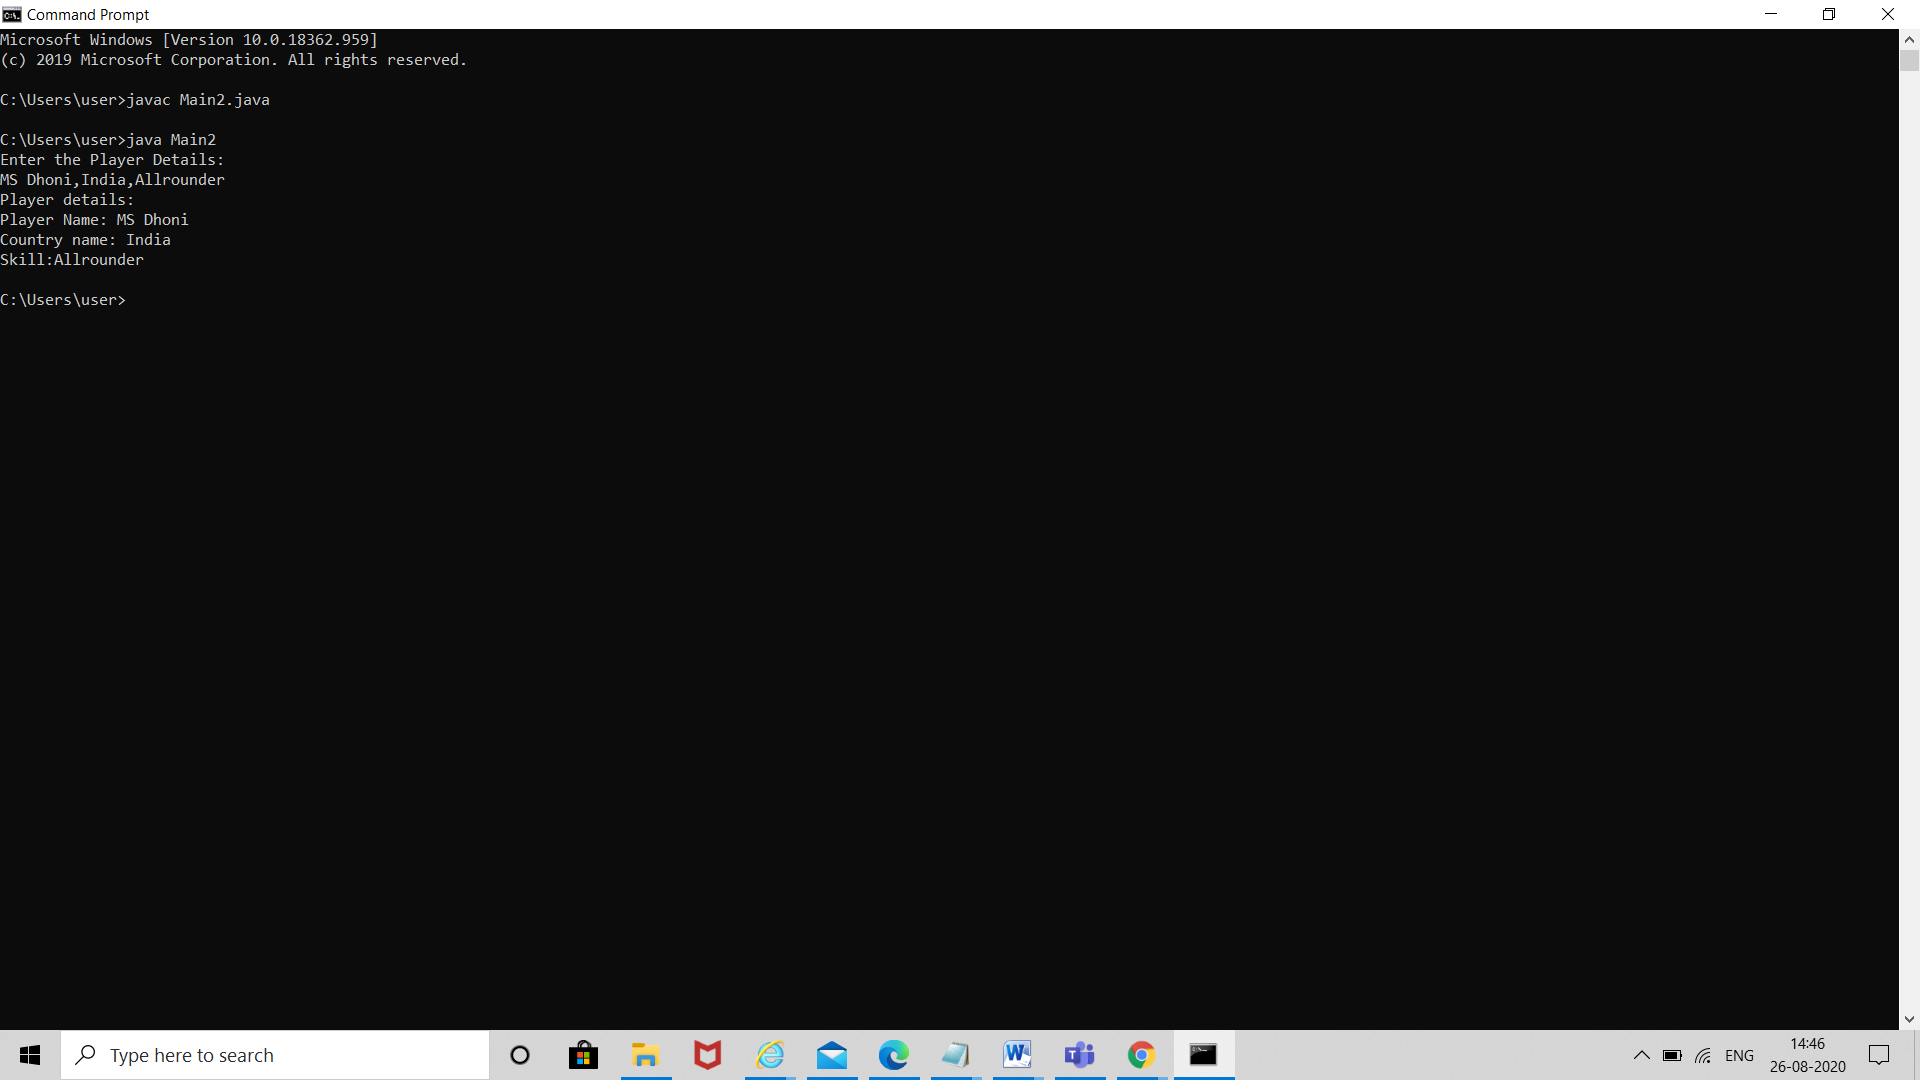 Command Prompt
Microsoft Windows [Version 10.0.18362.959]
(c) 2019 Microsoft Corporation. All rights reserved.
C:\Users\user>javac Main2.java
C:\Users\user>java Main2
Enter the Player Details:
MS Dhoni,India,Allrounder
Player details:
Player Name: MS Dhoni
Country name: India
Skill:Allrounder
C:\Users\user>
Type here to search
ENG
14:46
26-08-2020